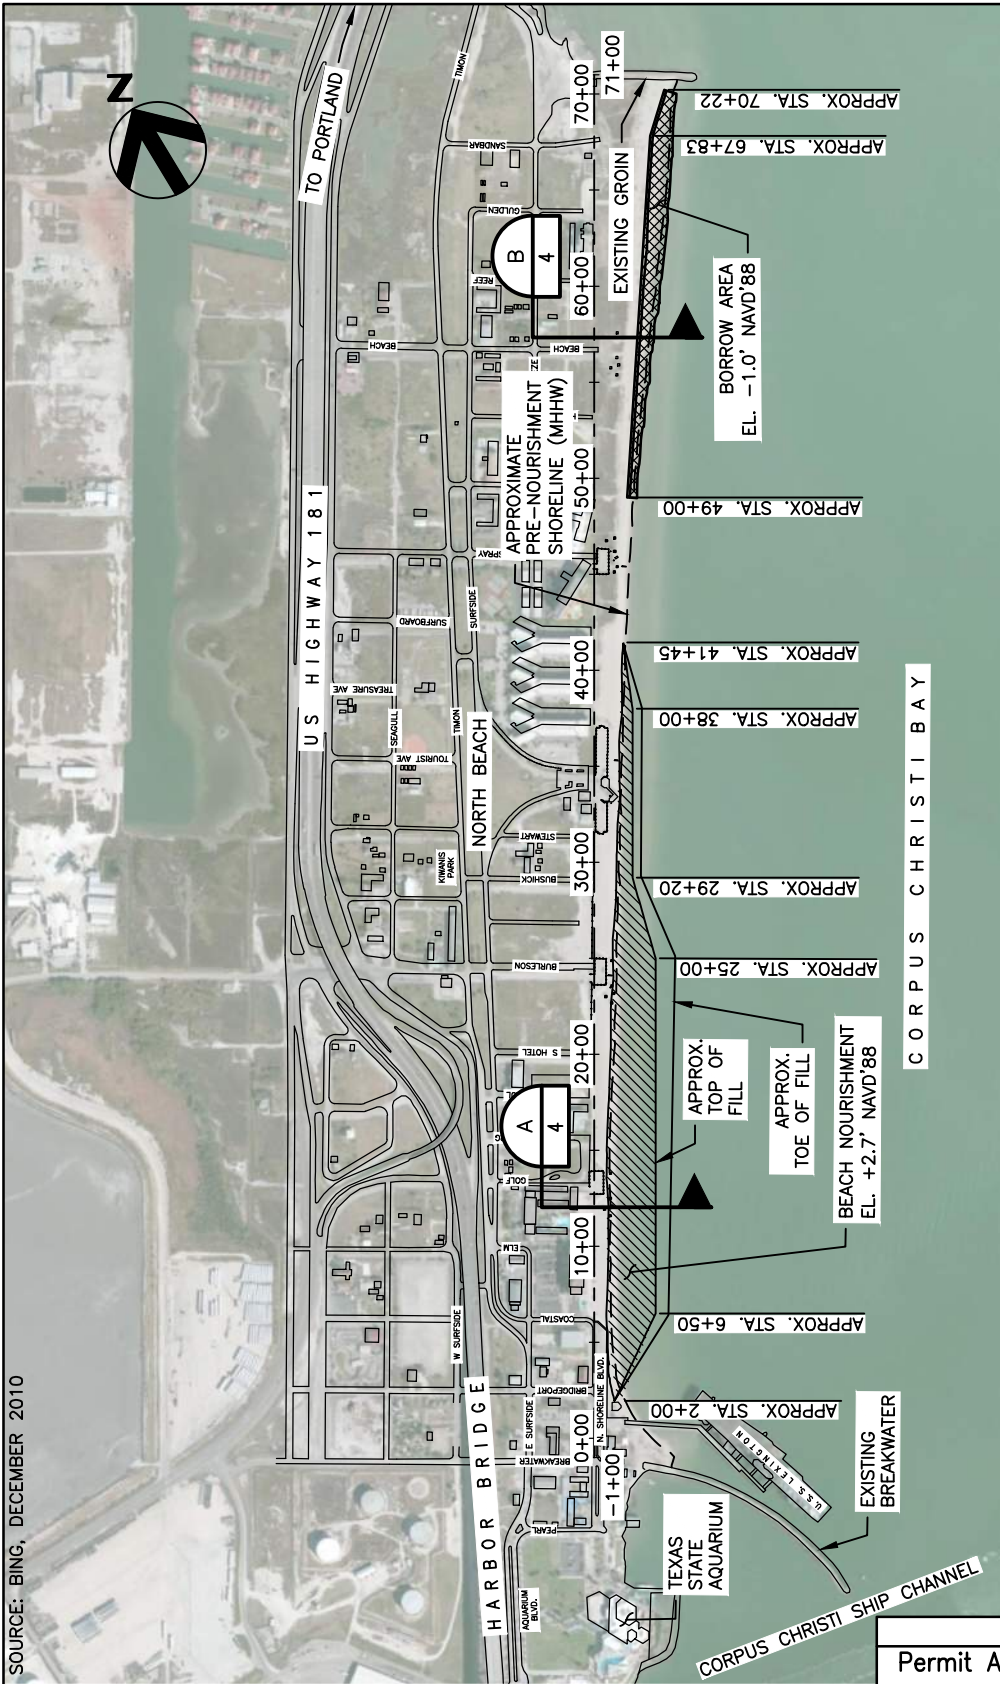 SOURCE: BING, DECEMBER 2010
N
TO PORTLAND
US HIGHWAY 181
HARBOR BRIDGE
NORTH BEACH
KIWANIS
PARK
TIMON
SANDBAR
GULDEN
REEF
BEACH
BEACH
SPRAY
SURFSIDE
SURFBOARD
TREASURE AVE
SEAGULL
TIMON
TOURIST AVE
STEWART
BUSHICK
BURLESON
S HOTEL
GOLF
ELM
COASTAL
W SURFSIDE
BRIDGEPORT
E SURFSIDE
N. SHORELINE BLVD.
BREAKWATER
PEARL
AQUARIUM
BLVD.
B
4
A
4
71+00
70+00
60+00
50+00
40+00
30+00
20+00
10+00
0+00
-1+00
EXISTING GROIN
APPROXIMATE
PRE-NOURISHMENT
SHORELINE (MHHW)
BORROW AREA
EL. -1.0' NAVD'88
APPROX. STA. 70+22
APPROX. STA. 67+83
APPROX. STA. 49+00
APPROX. STA. 41+45
APPROX. STA. 38+00
APPROX. STA. 29+20
APPROX. STA. 25+00
APPROX. STA. 6+50
APPROX. STA. 2+00
APPROX.
TOP OF
FILL
APPROX.
TOE OF FILL
BEACH NOURISHMENT
EL. +2.7' NAVD'88
CORPUS CHRISTI BAY
U.S.S. LEXINGTON
EXISTING
BREAKWATER
TEXAS
STATE
AQUARIUM
CORPUS CHRISTI SHIP CHANNEL
Permit A